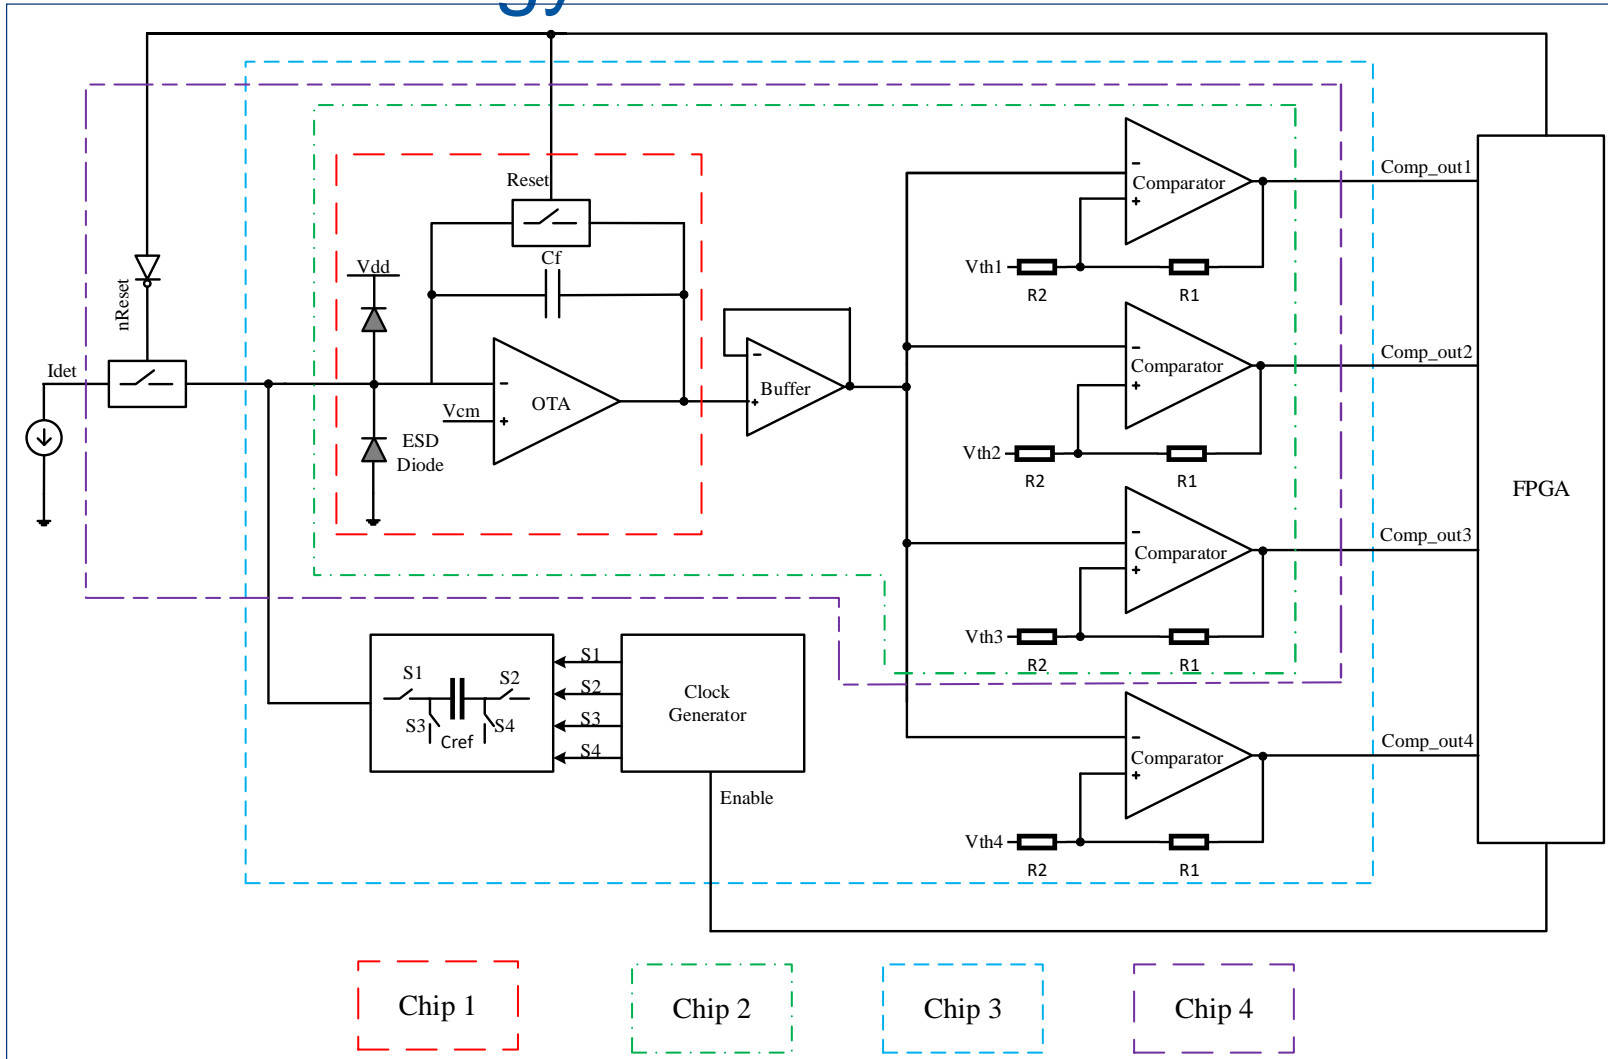 gy
Reset
Cf
Vdd
nReset
Idet
Vcm
OTA
ESD
Diode
Buffer
-
+
-
+
-
Comparator
+
Comp_out1
Vth1
R2
R1
-
Comparator
+
Comp_out2
Vth2
R2
R1
-
Comparator
+
Comp_out3
Vth3
R2
R1
-
Comparator
+
Comp_out4
Vth4
R2
R1
FPGA
S1
S2
S3
S4
Cref
S1
S2
S3
S4
Clock
Generator
Enable
Chip 1
Chip 2
Chip 3
Chip 4